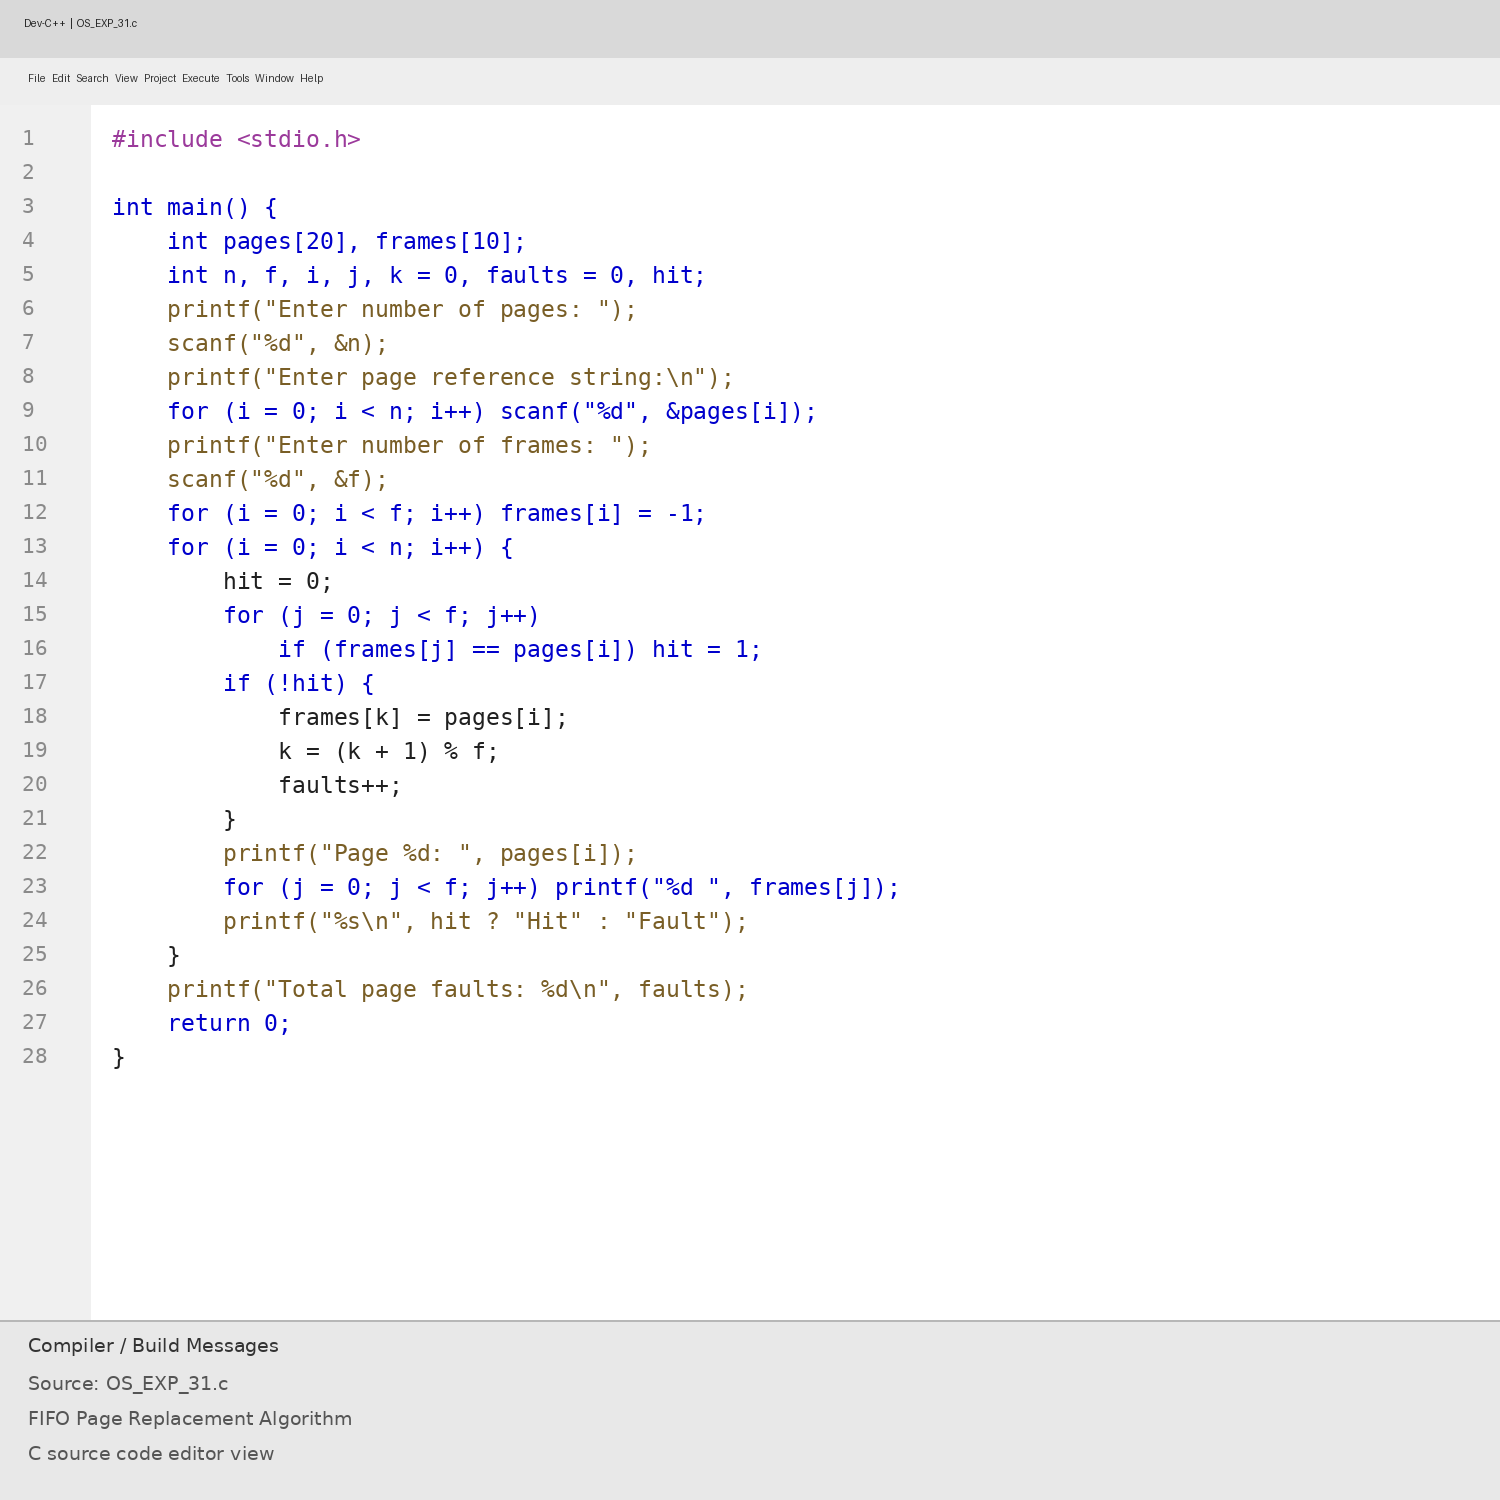 Dev-C++ | OS_EXP_31.c
File Edit Search View Project Execute Tools Window Help
1 #include <stdio.h>
2
3 int main() {
4     int pages[20], frames[10];
5     int n, f, i, j, k = 0, faults = 0, hit;
6     printf("Enter number of pages: ");
7     scanf("%d", &n);
8     printf("Enter page reference string:\n");
9     for (i = 0; i < n; i++) scanf("%d", &pages[i]);
10     printf("Enter number of frames: ");
11     scanf("%d", &f);
12     for (i = 0; i < f; i++) frames[i] = -1;
13     for (i = 0; i < n; i++) {
14         hit = 0;
15         for (j = 0; j < f; j++)
16             if (frames[j] == pages[i]) hit = 1;
17         if (!hit) {
18             frames[k] = pages[i];
19             k = (k + 1) % f;
20             faults++;
21         }
22         printf("Page %d: ", pages[i]);
23         for (j = 0; j < f; j++) printf("%d ", frames[j]);
24         printf("%s\n", hit ? "Hit" : "Fault");
25     }
26     printf("Total page faults: %d\n", faults);
27     return 0;
28 }
Compiler / Build Messages
Source: OS_EXP_31.c
FIFO Page Replacement Algorithm
C source code editor view